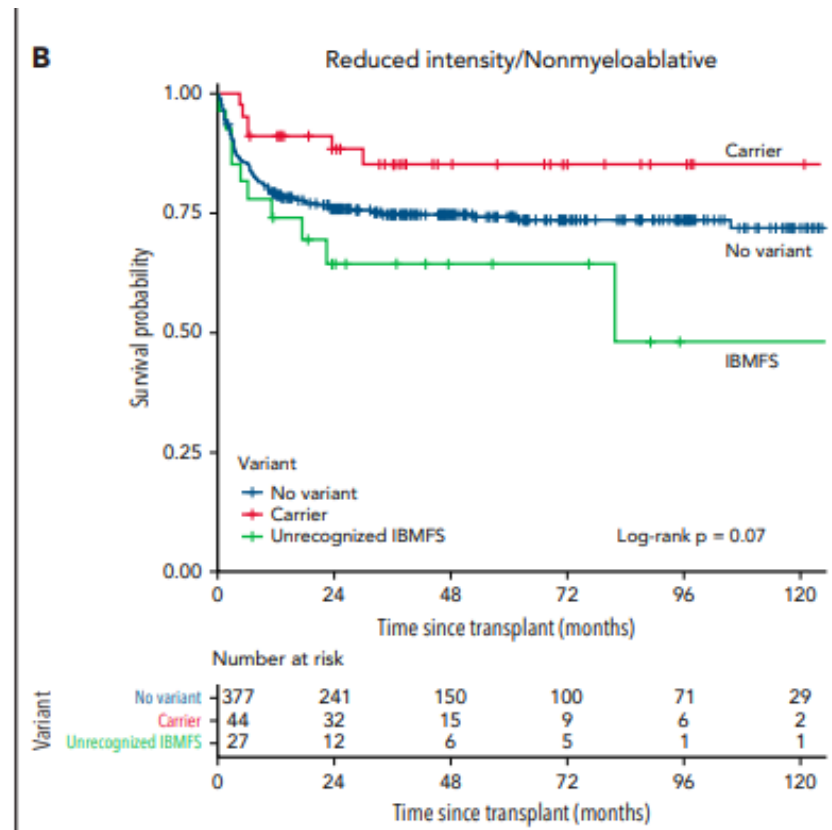 B
Reduced intensity/Nonmyeloablative
1.00
0.75
0.50
0.25
0.00
Survival probability
Carrier
No variant
IBMFS
Variant
No variant
Carrier
Unrecognized IBMFS
Log-rank p = 0.07
0 24 48 72 96 120
Time since transplant (months)
Number at risk
Variant
No variant 377 241 150 100 71 29
Carrier 44 32 15 9 6 2
Unrecognized IBMFS 27 12 6 5 1 1
0 24 48 72 96 120
Time since transplant (months)